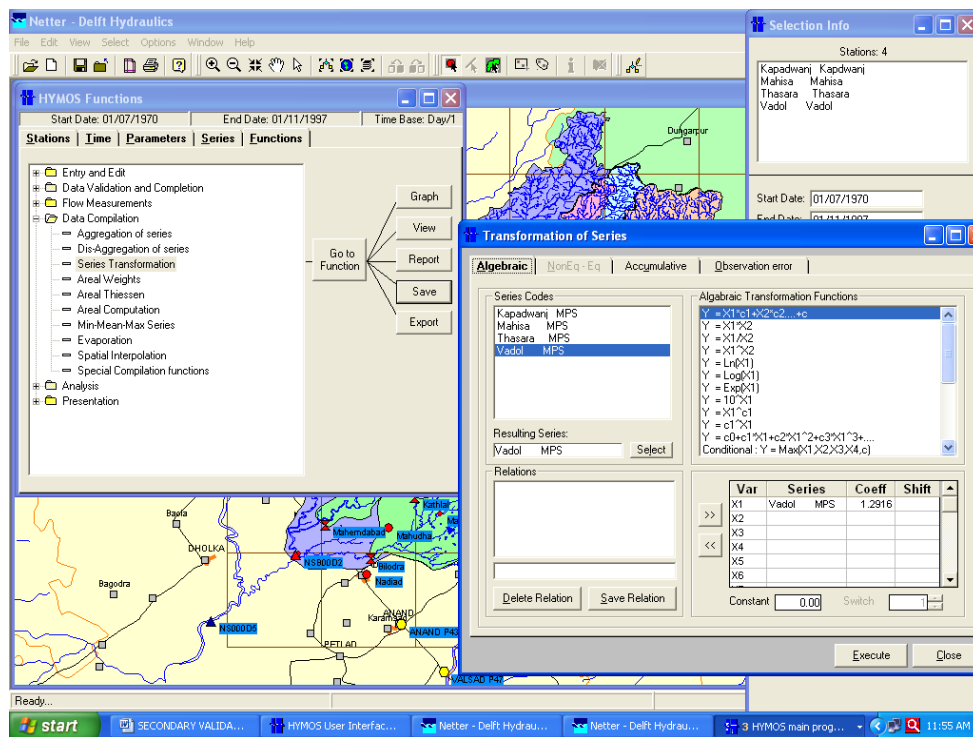 Netter - Delft Hydraulics
File Edit View Select Options Window Help
HYMOS Functions
Start Date: 01/07/1970 End Date: 01/11/1997 Time Base: Day/1
Stations Time Parameters Series Functions
Entry and Edit
Data Validation and Completion
Flow Measurements
Data Compilation
Aggregation of series
Dis-Aggregation of series
Series Transformation
Areal Weights
Areal Thiessen
Areal Computation
Min-Mean-Max Series
Evaporation
Spatial Interpolation
Special Compilation functions
Analysis
Presentation
Go to Function
Graph
View
Report
Save
Export
Selection Info
Stations: 4
Kapadwanj Kapdwanj
Mahisa Mahisa
Thasara Thasara
Vadol Vadol
Start Date: 01/07/1970
End Date: 01/11/1997
Dungarpur
Transformation of Series
Algebraic NonEq - Eq Accumulative Observation error
Series Codes
Kapadwanj MPS
Mahisa MPS
Thasara MPS
Vadol MPS
Resulting Series:
Vadol MPS Select
Relations
Delete Relation Save Relation
Algabraic Transformation Functions
Y = X1*c1+X2*c2....+c
Y = X1*X2
Y = X1/X2
Y = X1^X2
Y = Ln(X1)
Y = Log(X1)
Y = Exp(X1)
Y = 10^X1
Y = X1^c1
Y = c1^X1
Y = c0+c1*X1+c2*X1^2+c3*X1^3+....
Conditional : Y = Max(X1,X2,X3,X4,c)
>>
<<
Var Series Coeff Shift
X1 Vadol MPS 1.2916
X2
X3
X4
X5
X6
Constant 0.00 Switch 1
Execute Close
Kathlal
Baola
Mahemdabad
Mahudha
DHOLKA
NSB00D2
Bilodra
Nadiad
Bagodra
NS000D5
ANAND
ANAND P43
PETLAD
VALSAD P47
Ready...
start SECONDARY VALIDA... HYMOS User Interfac... Netter - Delft Hydrau... Netter - Delft Hydrau... 3 HYMOS main prog... 11:55 AM